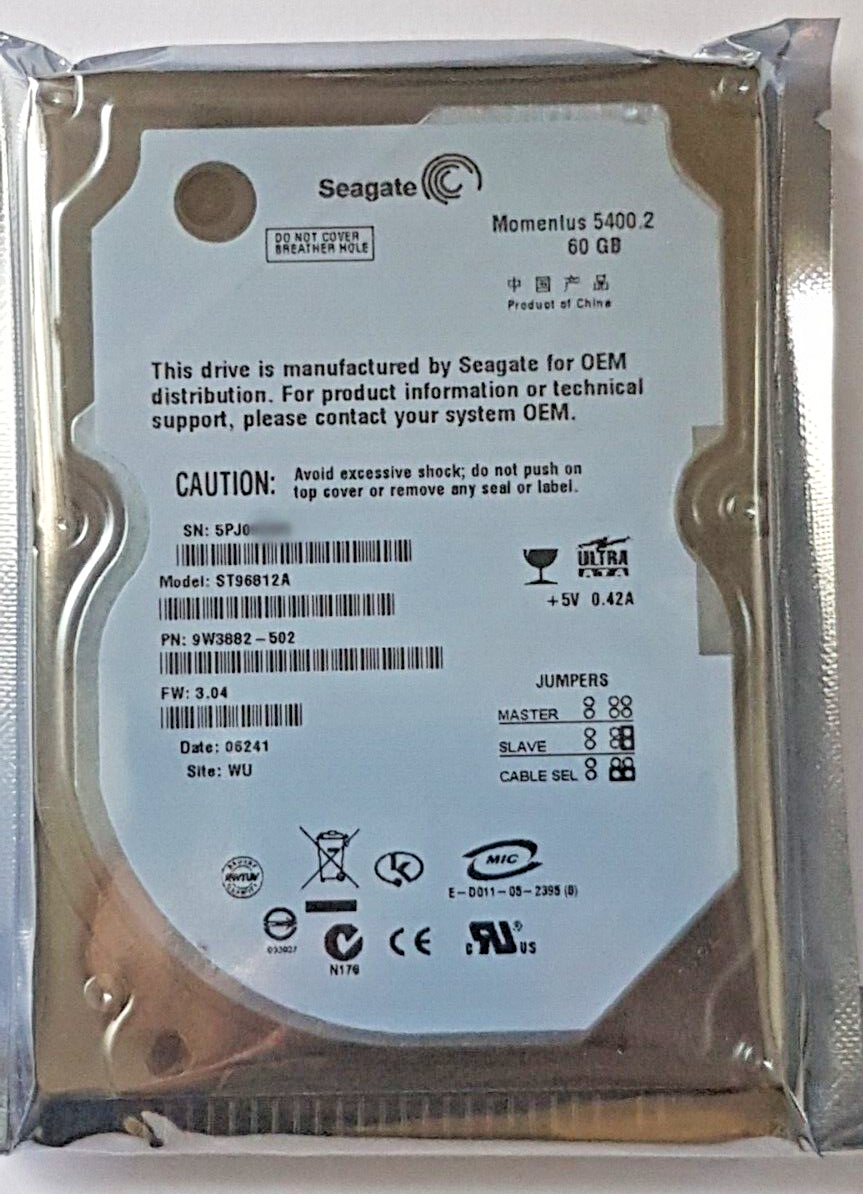 Seagate
DO NOT COVER
BREATHER HOLE
Momentus 5400.2
60 GB
中国产品
Product of China
This drive is manufactured by Seagate for OEM
distribution. For product information or technical
support, please contact your system OEM.
CAUTION: Avoid excessive shock; do not push on
top cover or remove any seal or label.
SN: 5PJ0
Model: ST96812A
PN: 9W3882-502
FW: 3.04
Date: 06241
Site: WU
ULTRA
ATA
+5V 0.42A
JUMPERS
MASTER
SLAVE
CABLE SEL
MIC
E-D011-05-2395 (B)
N176
CE
c RU US